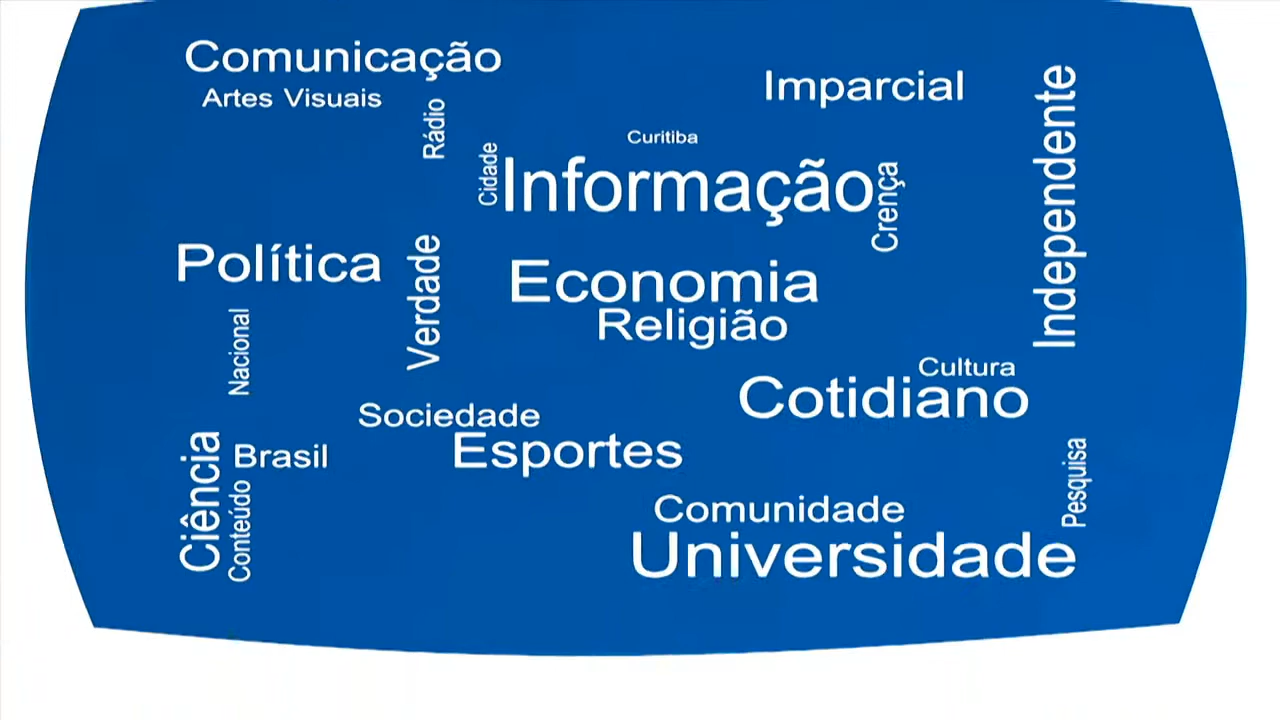 Comunicação
Artes Visuais
Rádio
Imparcial
Independente
Curitiba
Cidade
Informação
Crença
Política
Verdade
Economia
Religião
Nacional
Cultura
Cotidiano
Sociedade
Esportes
Ciência
Brasil
Conteúdo
Pesquisa
Comunidade
Universidade